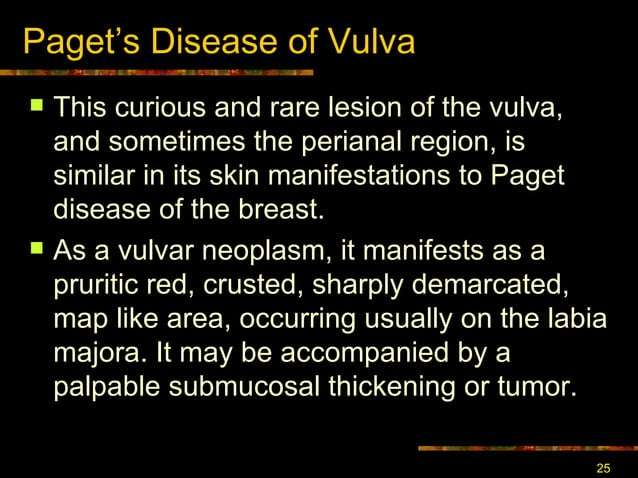 Paget’s Disease of Vulva
This curious and rare lesion of the vulva,
and sometimes the perianal region, is
similar in its skin manifestations to Paget
disease of the breast.
As a vulvar neoplasm, it manifests as a
pruritic red, crusted, sharply demarcated,
map like area, occurring usually on the labia
majora. It may be accompanied by a
palpable submucosal thickening or tumor.
25